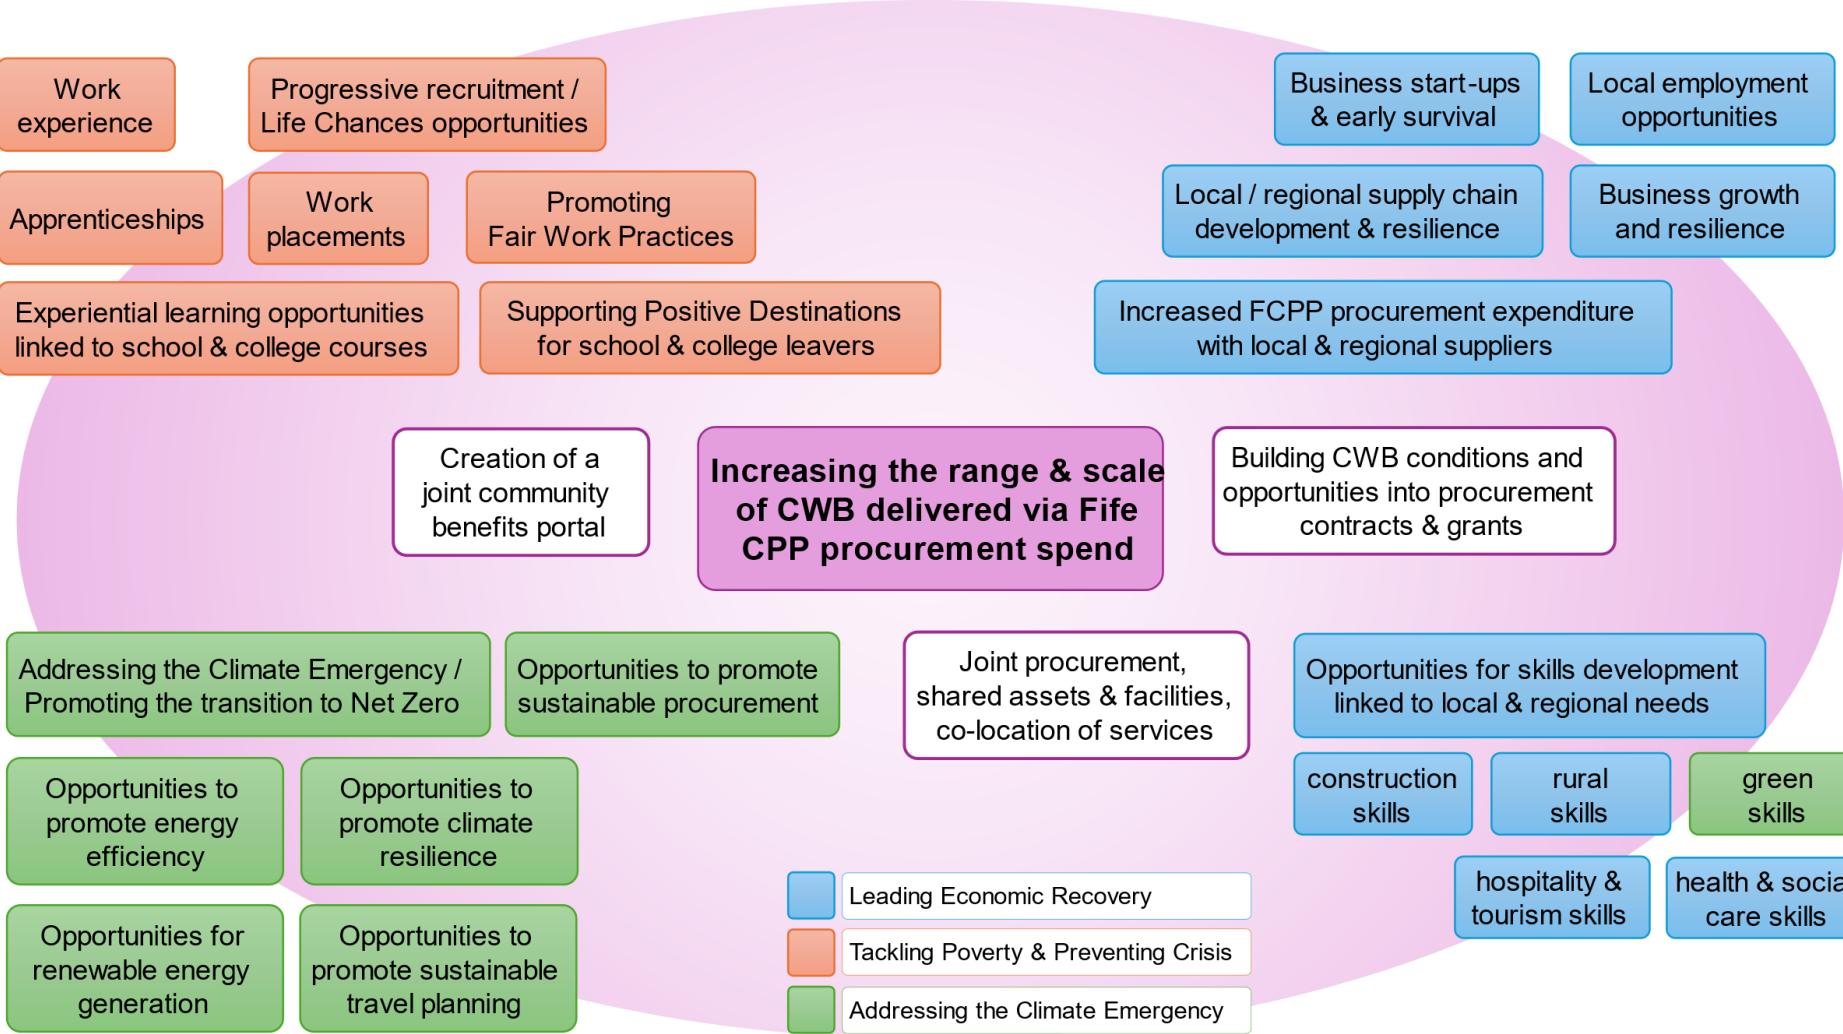 Work
experience
Progressive recruitment /
Life Chances opportunities
Business start-ups
& early survival
Local employment
opportunities
Apprenticeships
Work
placements
Promoting
Fair Work Practices
Local / regional supply chain
development & resilience
Business growth
and resilience
Experiential learning opportunities
linked to school & college courses
Supporting Positive Destinations
for school & college leavers
Increased FCPP procurement expenditure
with local & regional suppliers
Creation of a
joint community
benefits portal
Increasing the range & scale
of CWB delivered via Fife
CPP procurement spend
Building CWB conditions and
opportunities into procurement
contracts & grants
Addressing the Climate Emergency /
Promoting the transition to Net Zero
Opportunities to promote
sustainable procurement
Joint procurement,
shared assets & facilities,
co-location of services
Opportunities for skills development
linked to local & regional needs
Opportunities to
promote energy
efficiency
Opportunities to
promote climate
resilience
construction
skills
rural
skills
green
skills
hospitality &
tourism skills
health & socia
care skills
Opportunities for
renewable energy
generation
Opportunities to
promote sustainable
travel planning
Leading Economic Recovery
Tackling Poverty & Preventing Crisis
Addressing the Climate Emergency